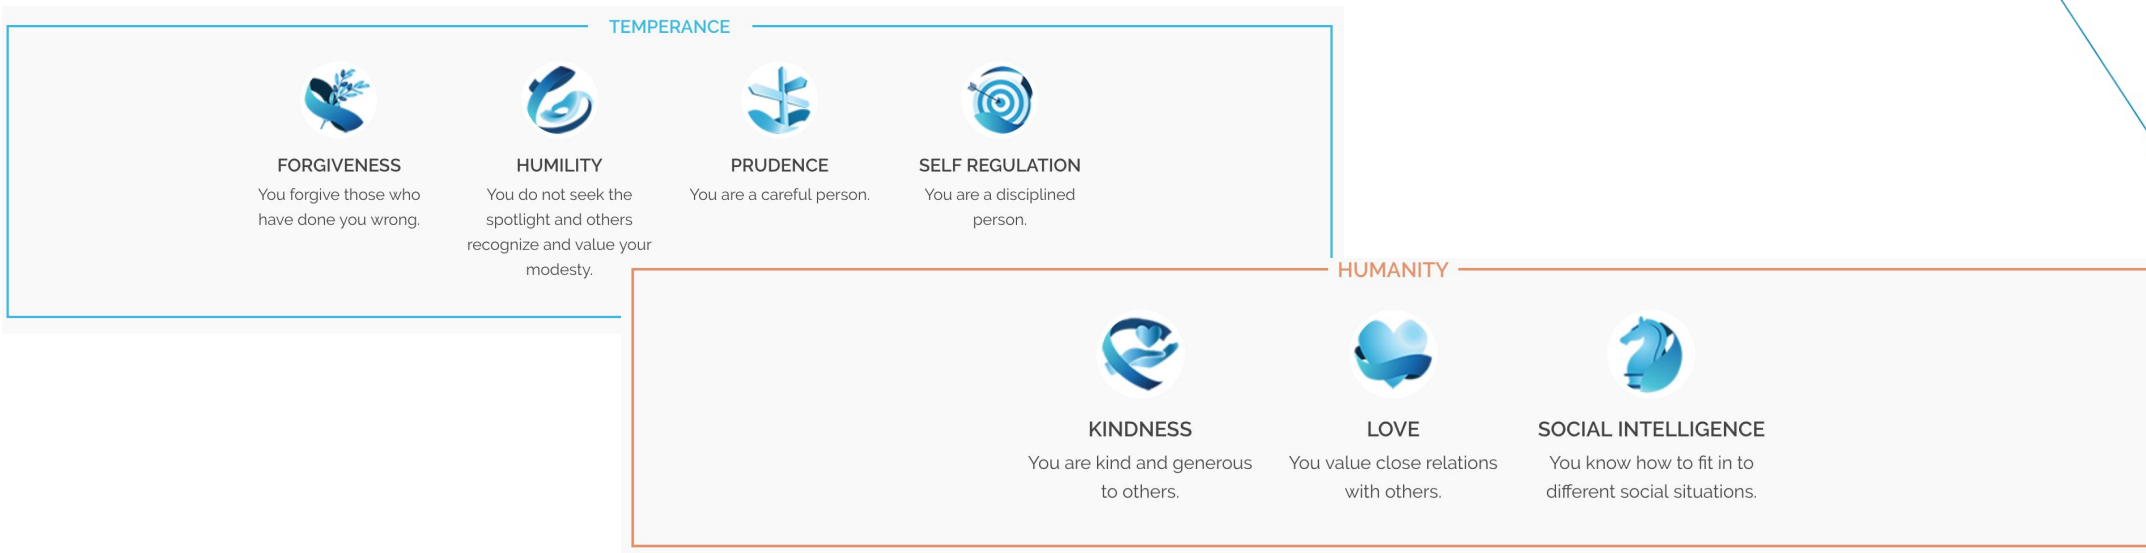 TEMPERANCE
FORGIVENESS
You forgive those who
have done you wrong.
HUMILITY
You do not seek the
spotlight and others
recognize and value your
modesty.
PRUDENCE
You are a careful person.
SELF REGULATION
You are a disciplined
person.
HUMANITY
KINDNESS
You are kind and generous
to others.
LOVE
You value close relations
with others.
SOCIAL INTELLIGENCE
You know how to fit in to
different social situations.